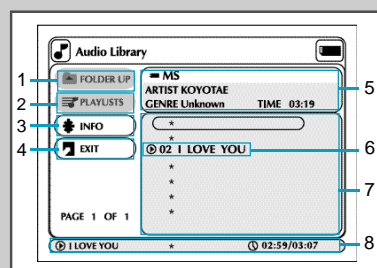 Audio Library
1 FOLDER UP
2 PLAYLISTS
3 INFO
4 EXIT
PAGE 1 OF 1
MS
ARTIST KOYOTAE
GENRE Unknown TIME 03:19
5
*
*
02 I LOVE YOU 6
*
*
*
* 
7
I LOVE YOU * 02:59/03:07 8